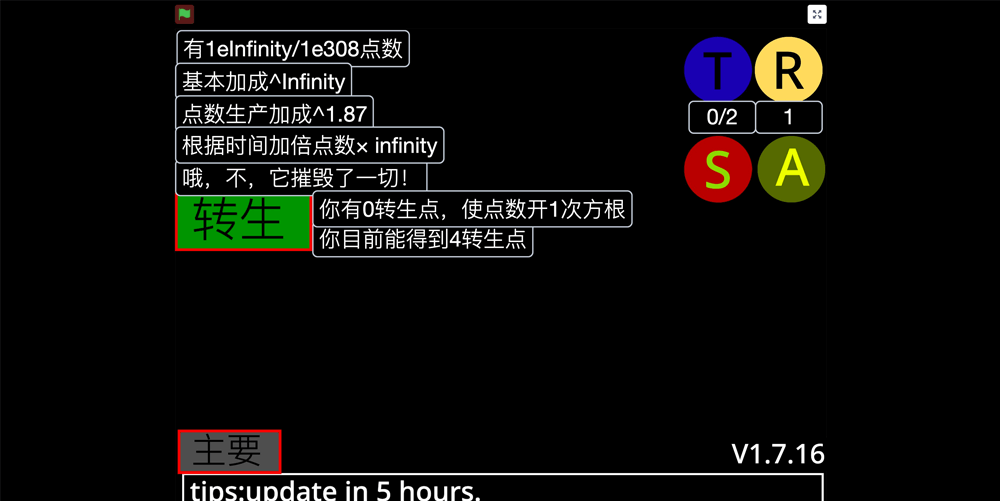 有1eInfinity/1e308点数
基本加成^Infinity
点数生产加成^1.87
根据时间加倍点数× infinity
哦，不，它摧毁了一切！
转生
你有0转生点，使点数开1次方根
你目前能得到4转生点
T R
0/2 1
S A
主要
V1.7.16
tips:update in 5 hours.